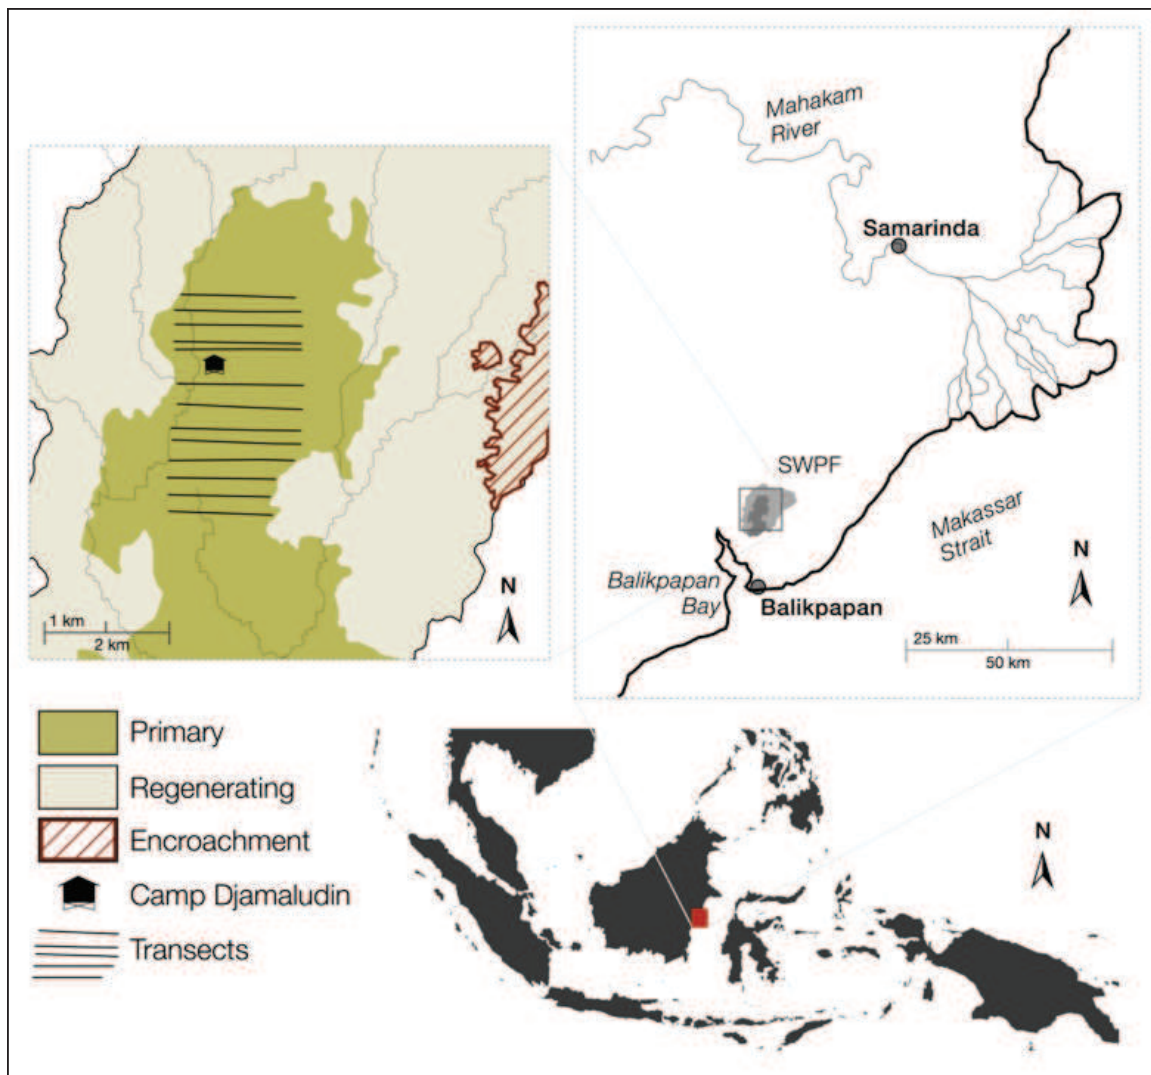 Mahakam
River
Samarinda
SWPF
Makassar
Strait
N
Balikpapan
Bay
Balikpapan
25 km
50 km
N
1 km
2 km
Primary
Regenerating
Encroachment
Camp Djamaludin
Transects
N